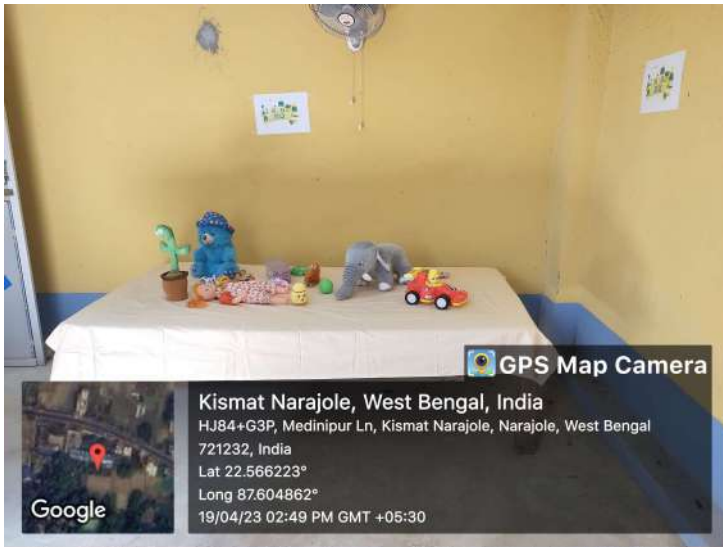 GPS Map Camera
Kismat Narajole, West Bengal, India
HJ84+G3P, Medinipur Ln, Kismat Narajole, Narajole, West Bengal
721232, India
Lat 22.566223°
Long 87.604862°
19/04/23 02:49 PM GMT +05:30
Google